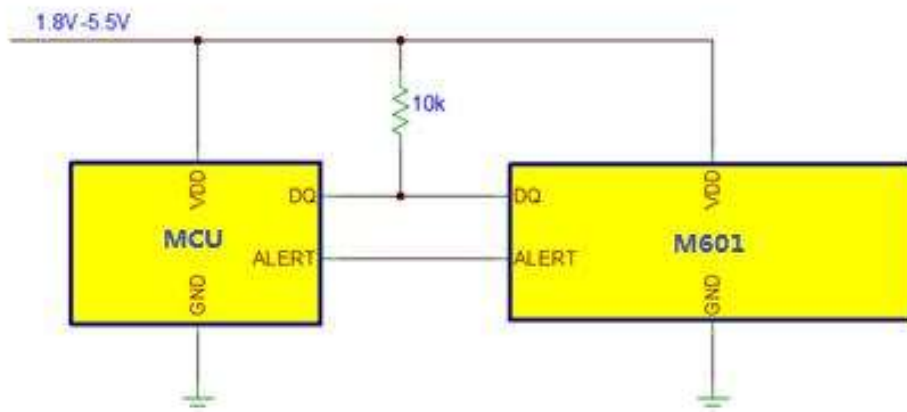 1.8V-5.5V
10k
VDD
DQ
MCU
ALERT
GND
VDD
DQ
M601
ALERT
GND